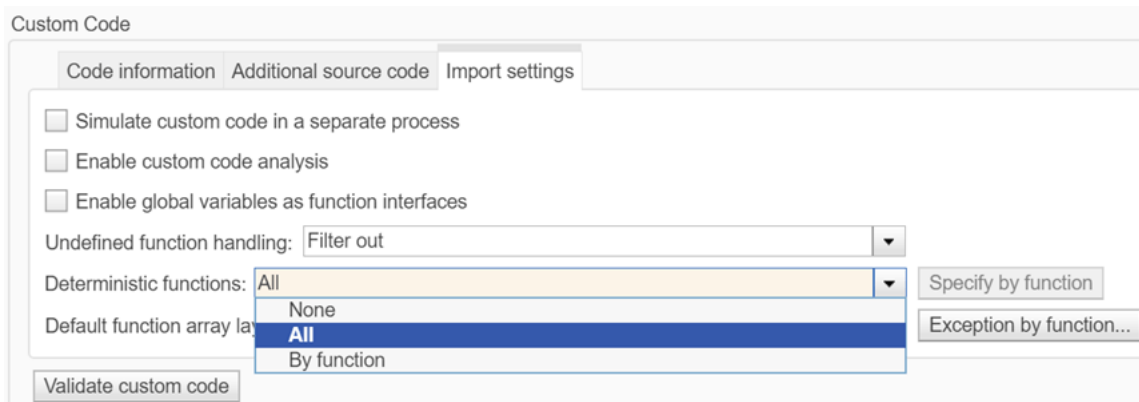 Custom Code
Code information Additional source code Import settings
Simulate custom code in a separate process
Enable custom code analysis
Enable global variables as function interfaces
Undefined function handling: Filter out
Deterministic functions: All Specify by function
None
Default function array Exception by function...
All
By function
Validate custom code